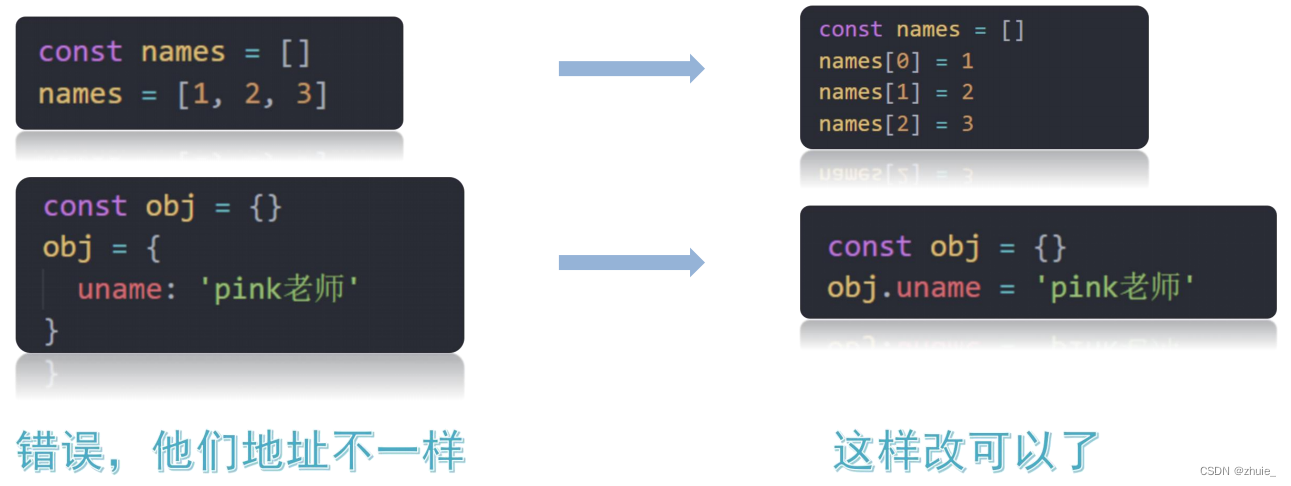 const names = []
names = [1, 2, 3]
const names = []
names[0] = 1
names[1] = 2
names[2] = 3
const obj = {}
obj = {
  uname: 'pink老师'
}
const obj = {}
obj.uname = 'pink老师'
错误，他们地址不一样
这样改可以了
CSDN @zhuie_